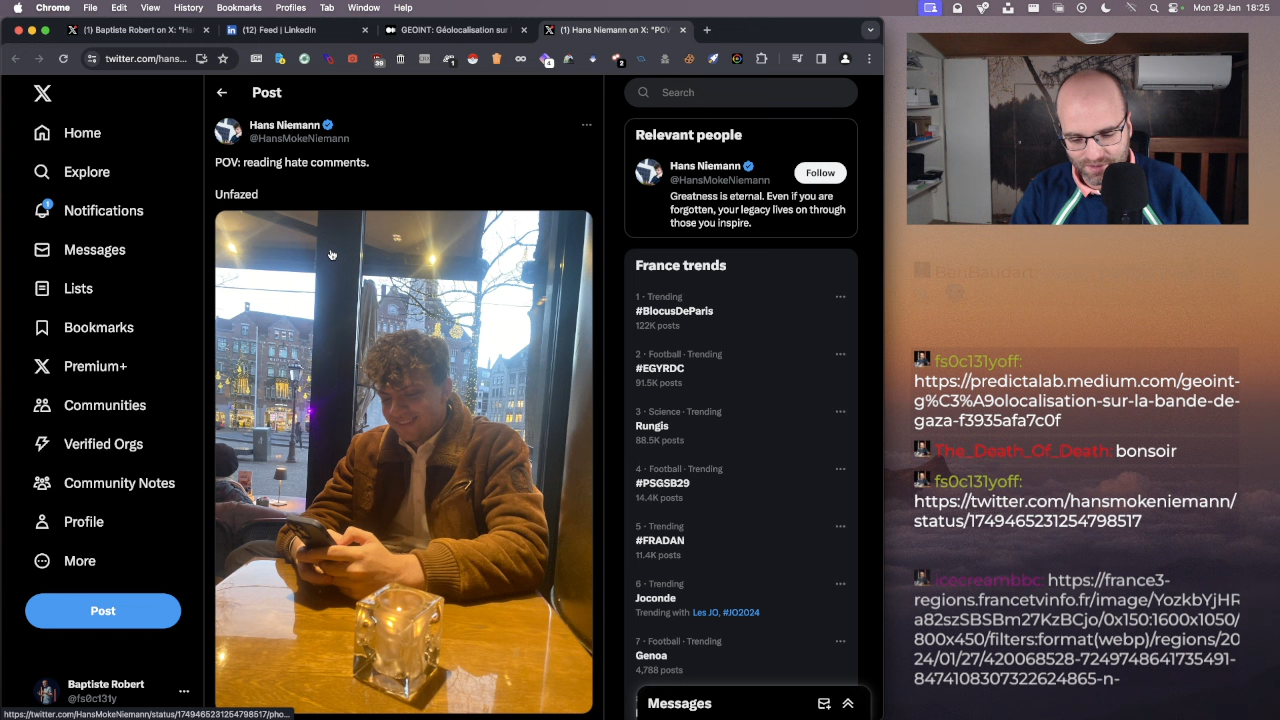 Chrome File Edit View History Bookmarks Profiles Tab Window Help
Mon 29 Jan 18:25
(1) Baptiste Robert on X: "Ha
(12) Feed | LinkedIn
GEOINT: Géolocalisation sur
(1) Hans Niemann on X: "POV
twitter.com/hans...
Home
Explore
1
Notifications
Messages
Lists
Bookmarks
Premium+
Communities
Verified Orgs
Community Notes
Profile
More
Post
Baptiste Robert
@fs0c131y
https://twitter.com/HansMokeNiemann/status/1749465231254798517/pho...
Post
Hans Niemann
@HansMokeNiemann
POV: reading hate comments.
Unfazed
Search
Relevant people
Hans Niemann
@HansMokeNiemann
Follow
Greatness is eternal. Even if you are
forgotten, your legacy lives on through
those you inspire.
France trends
1 · Trending
#BlocusDeParis
122K posts
2 · Football · Trending
#EGYRDC
91.5K posts
3 · Science · Trending
Rungis
88.5K posts
4 · Football · Trending
#PSGSB29
14.4K posts
5 · Trending
#FRADAN
11.4K posts
6 · Trending
Joconde
Trending with Les JO, #JO2024
7 · Football · Trending
Genoa
4,788 posts
Messages
BeuBaudart:
fs0c131yoff:
https://predictalab.medium.com/geoint-
g%C3%A9olocalisation-sur-la-bande-de-
gaza-f3935afa7c0f
The_Death_Of_Death: bonsoir
fs0c131yoff:
https://twitter.com/hansmokeniemann/
status/1749465231254798517
icecreambbc: https://france3-
regions.francetvinfo.fr/image/YozkbYjHR
a82szSBSBm27KzBCjo/0x150:1600x1050/
800x450/filters:format(webp)/regions/20
24/01/27/420068528-7249748641735491-
8474108307322624865-n-